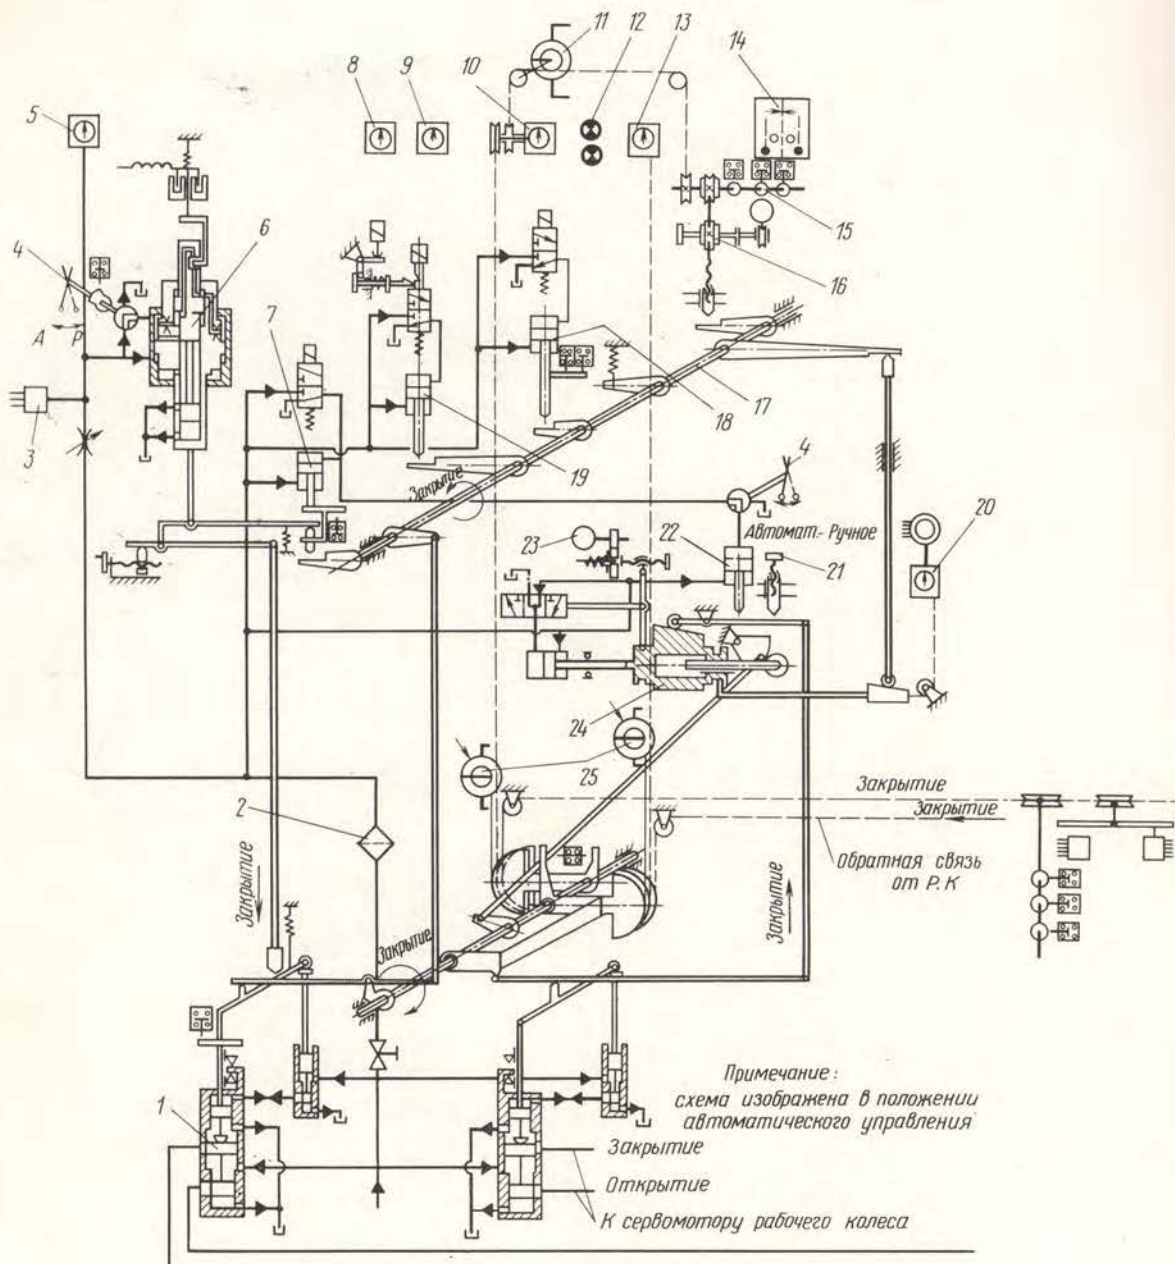 11
12
13
14
10
8
9
5
4
6
15
16
А
Р
7
17
18
3
19
4
20
Закрытие
Автомат.-Ручное
23
22
21
24
25
2
Закрытие
Закрытие
Обратная связь
от Р.К
Закрытие
Закрытие
Закрытие
1
Примечание:
схема изображена в положении
автоматического управления
Закрытие
Открытие
К сервомотору рабочего колеса